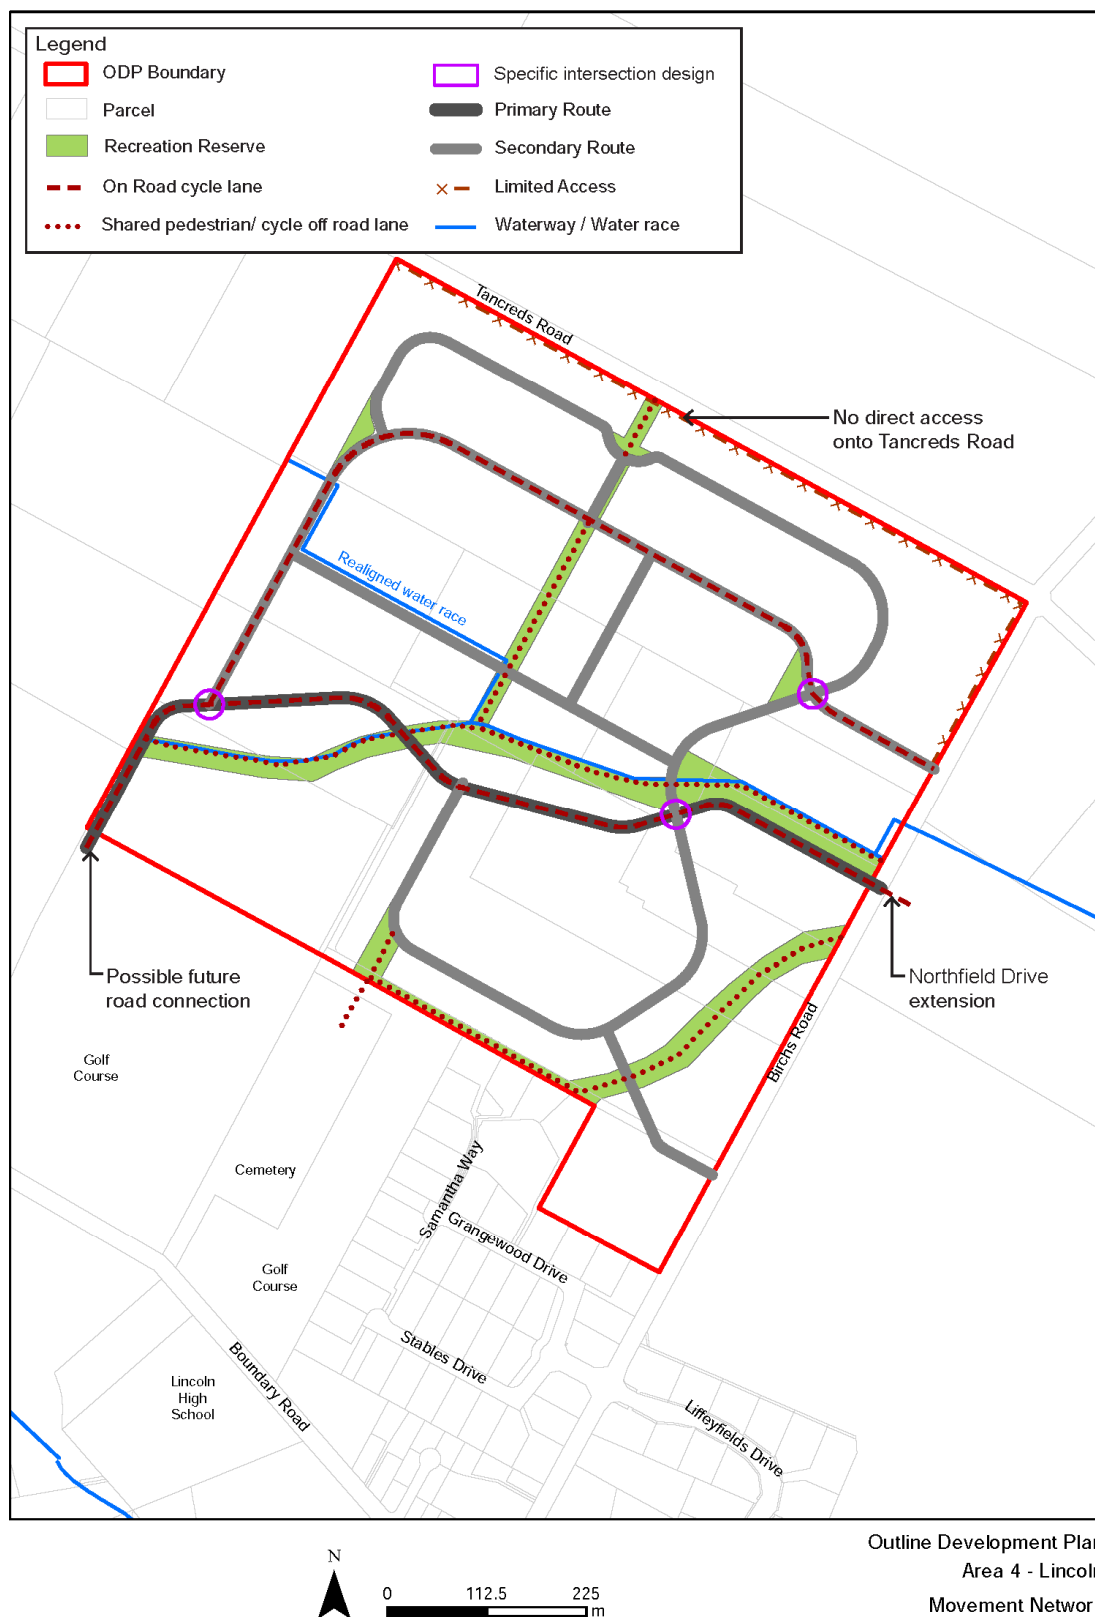 Legend
ODP Boundary
Parcel
Recreation Reserve
On Road cycle lane
Shared pedestrian/ cycle off road lane
Specific intersection design
Primary Route
Secondary Route
Limited Access
Waterway / Water race
Tancreds Road
No direct access
onto Tancreds Road
Realigned water race
Possible future
road connection
Northfield Drive
extension
Birchs Road
Golf
Course
Cemetery
Samantha Way
Grangewood Drive
Golf
Course
Stables Drive
Boundary Road
Lincoln
High
School
Liffeyfields Drive
Outline Development Pla
Area 4 - Lincoln
Movement Networ
N
0 112.5 225
m